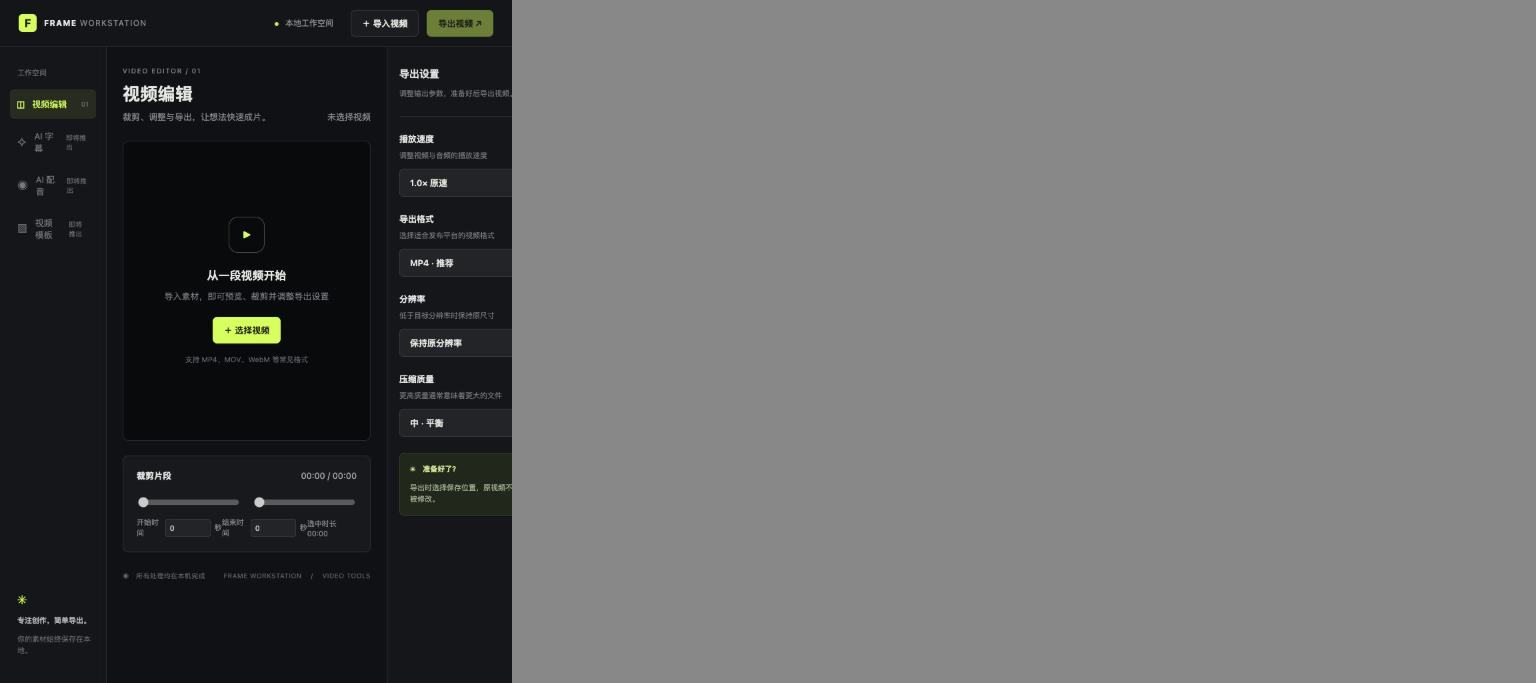 F FRAME WORKSTATION
本地工作空间
+ 导入视频
导出视频 ↗
工作空间
视频编辑 01
AI 字幕 即将推出
AI 配音 即将推出
视频模板 即将推出
专注创作，简单导出。
你的素材始终保存在本
地。
VIDEO EDITOR / 01
视频编辑
裁剪、调整与导出，让想法快速成片。
未选择视频
从一段视频开始
导入素材，即可预览、裁剪并调整导出设置
+ 选择视频
支持 MP4、MOV、WebM 等常见格式
裁剪片段
00:00 / 00:00
开始时间 0 秒
结束时间 0 秒
选中时长
00:00
所有处理均在本机完成
FRAME WORKSTATION / VIDEO TOOLS
导出设置
调整输出参数，准备好后导出视频。
播放速度
调整视频与音频的播放速度
1.0× 原速
导出格式
选择适合发布平台的视频格式
MP4 · 推荐
分辨率
低于目标分辨率时保持原尺寸
保持原分辨率
压缩质量
更高质量通常意味着更大的文件
中 · 平衡
准备好了?
导出时选择保存位置，原视频不
被修改。